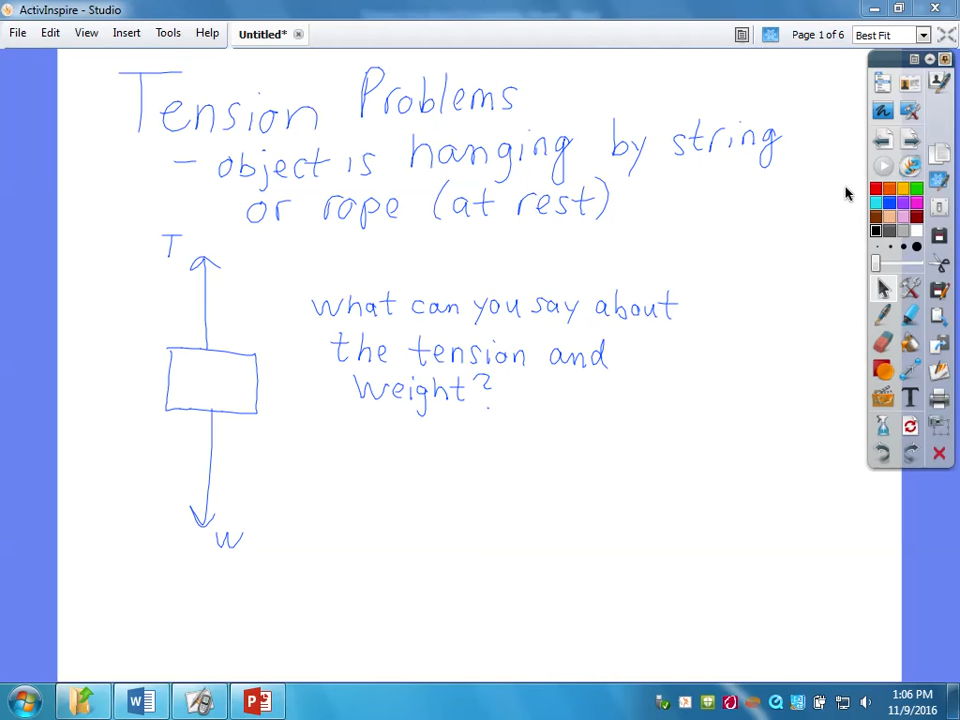 ActivInspire - Studio
File Edit View Insert Tools Help
Untitled*
Page 1 of 6
Best Fit
Tension Problems
- object is hanging by string
or rope (at rest)
T
What can you say about
the tension and
weight?
W
1:06 PM
11/9/2016